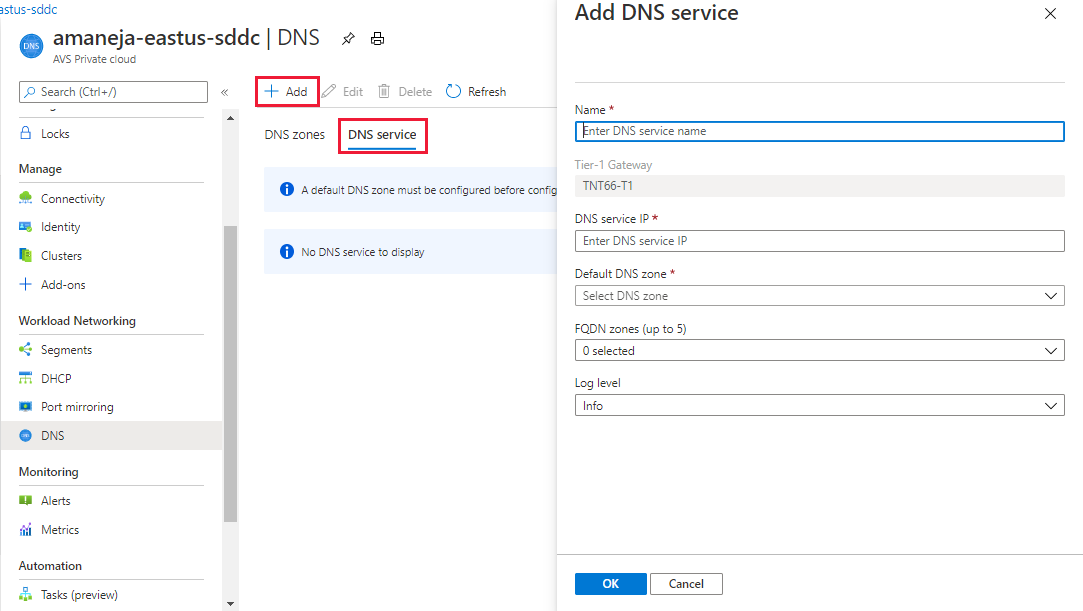 astus-sddc
DNS
amaneja-eastus-sddc | DNS
AVS Private cloud
Search (Ctrl+/)
«
Locks
Manage
Connectivity
Identity
Clusters
Add-ons
Workload Networking
Segments
DHCP
Port mirroring
DNS
Monitoring
Alerts
Metrics
Automation
Tasks (preview)
Add
Edit
Delete
Refresh
DNS zones
DNS service
A default DNS zone must be configured before config
No DNS service to display
Add DNS service
Name *
Enter DNS service name
Tier-1 Gateway
TNT66-T1
DNS service IP *
Enter DNS service IP
Default DNS zone *
Select DNS zone
FQDN zones (up to 5)
0 selected
Log level
Info
OK
Cancel